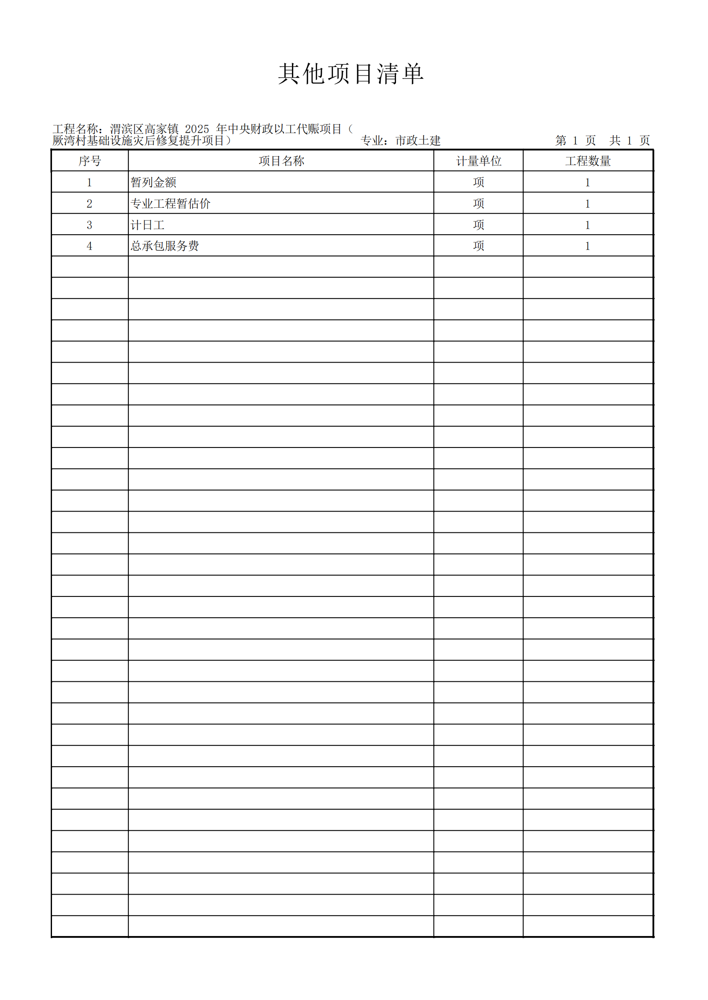 其他项目清单
工程名称：渭滨区高家镇 2025 年中央财政以工代赈项目（
厥湾村基础设施灾后修复提升项目） 专业：市政土建 第 1 页 共 1 页
序号 项目名称 计量单位 工程数量
1 暂列金额 项 1
2 专业工程暂估价 项 1
3 计日工 项 1
4 总承包服务费 项 1